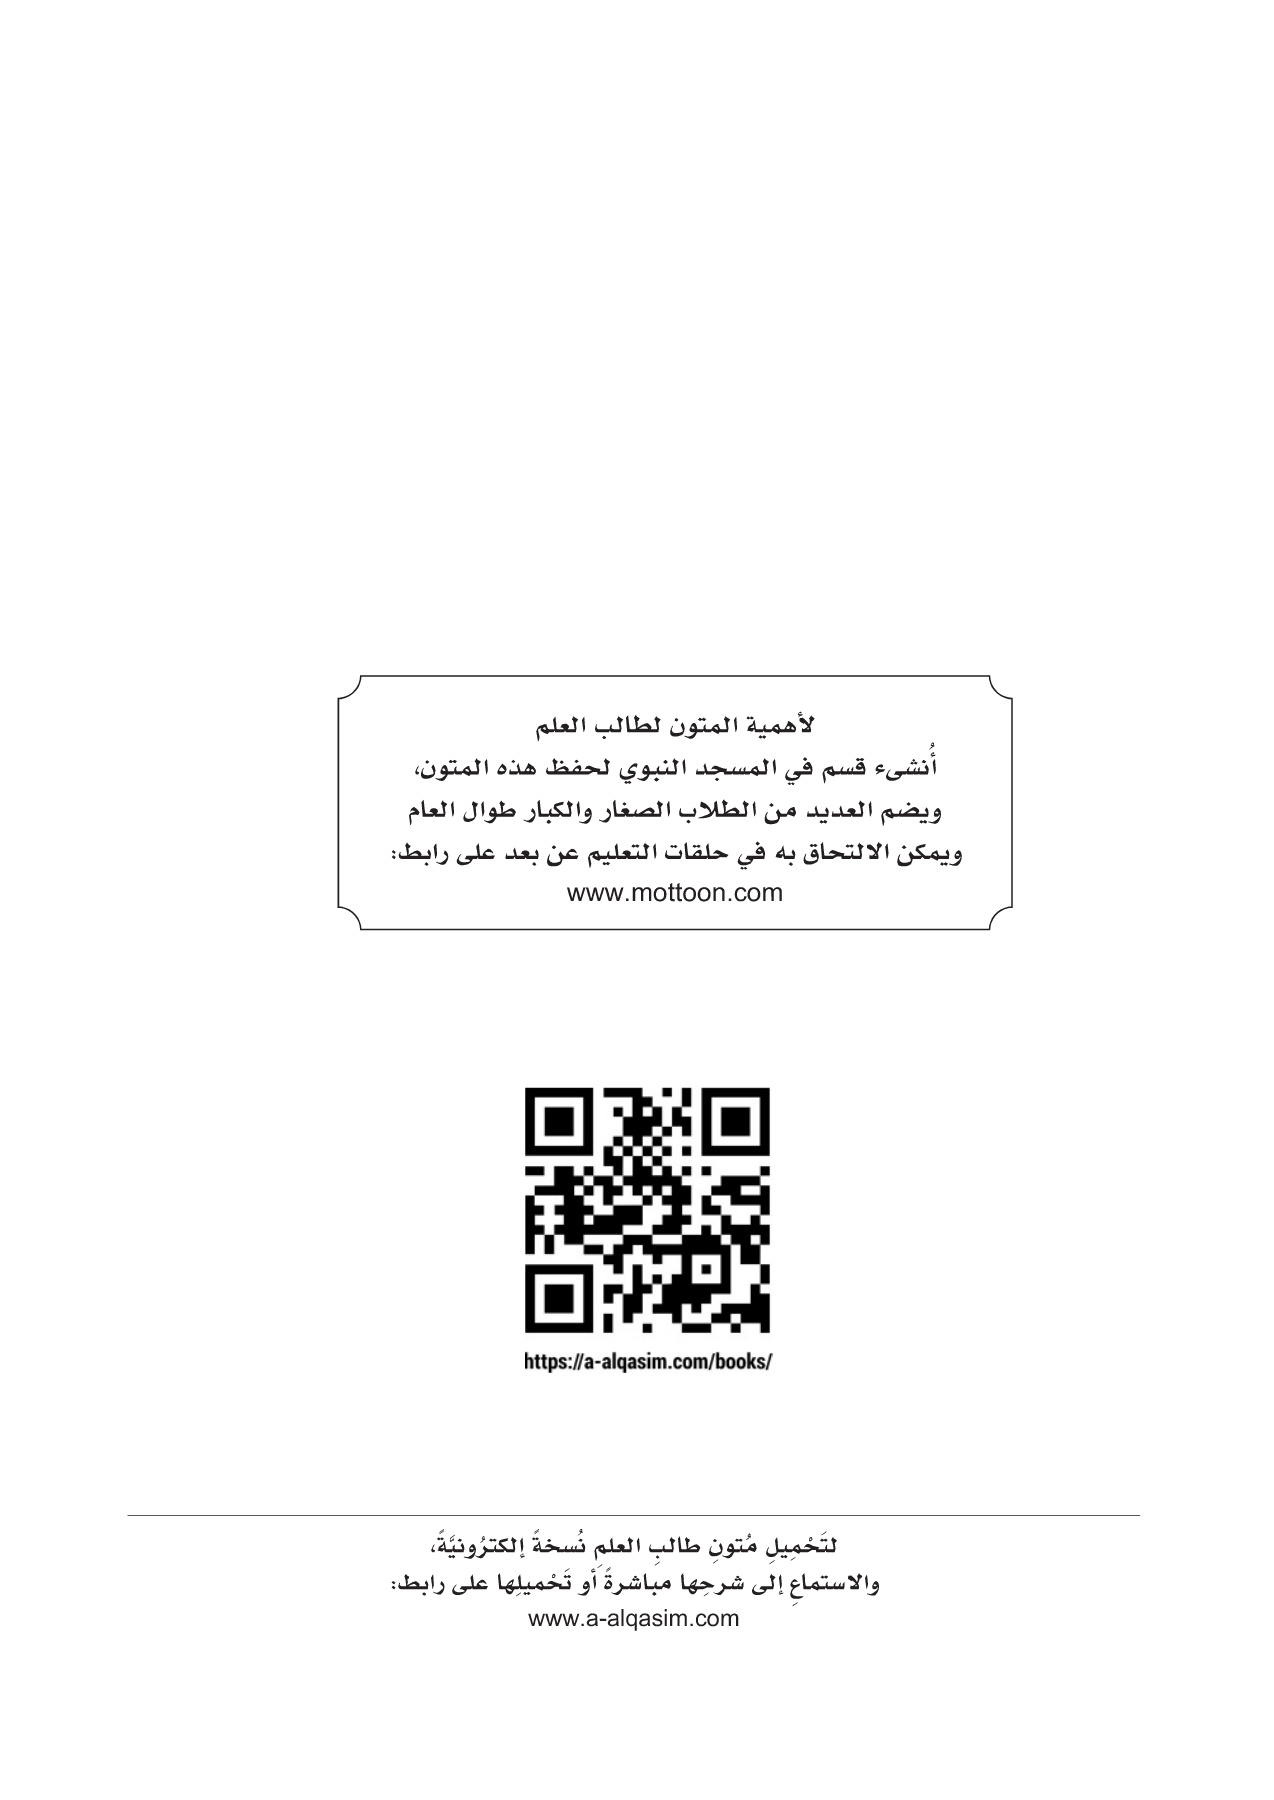 لأهمية المتون لطالب العلم
أُنشىء قسم في المسجد النبوي لحفظ هذه المتون،
ويضم العديد من الطلاب الصغار والكبار طوال العام
ويمكن الالتحاق به في حلقات التعليم عن بعد على رابط:
www.mottoon.com
https://a-alqasim.com/books/
لتَحْمِيلِ مُتونِ طالبِ العلمِ نُسخةً إلكترُونيَّةً،
والاستماعِ إلى شرحِها مباشرةً أو تَحْميلِها على رابط:
www.a-alqasim.com